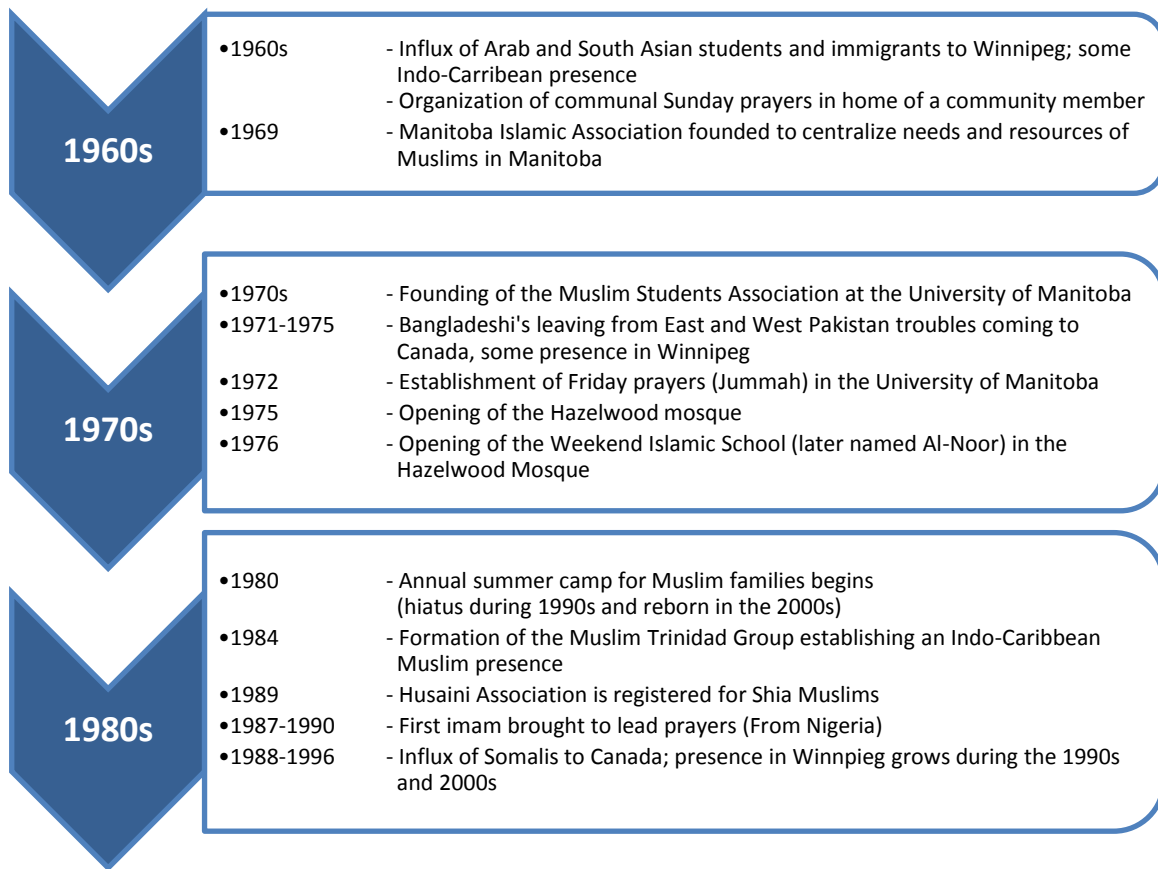 1960s
•1960s - Influx of Arab and South Asian students and immigrants to Winnipeg; some
Indo-Carribean presence
- Organization of communal Sunday prayers in home of a community member
•1969 - Manitoba Islamic Association founded to centralize needs and resources of
Muslims in Manitoba
1970s
•1970s - Founding of the Muslim Students Association at the University of Manitoba
•1971-1975 - Bangladeshi's leaving from East and West Pakistan troubles coming to
Canada, some presence in Winnipeg
•1972 - Establishment of Friday prayers (Jummah) in the University of Manitoba
•1975 - Opening of the Hazelwood mosque
•1976 - Opening of the Weekend Islamic School (later named Al-Noor) in the
Hazelwood Mosque
1980s
•1980 - Annual summer camp for Muslim families begins
(hiatus during 1990s and reborn in the 2000s)
•1984 - Formation of the Muslim Trinidad Group establishing an Indo-Caribbean
Muslim presence
•1989 - Husaini Association is registered for Shia Muslims
•1987-1990 - First imam brought to lead prayers (From Nigeria)
•1988-1996 - Influx of Somalis to Canada; presence in Winnpieg grows during the 1990s
and 2000s